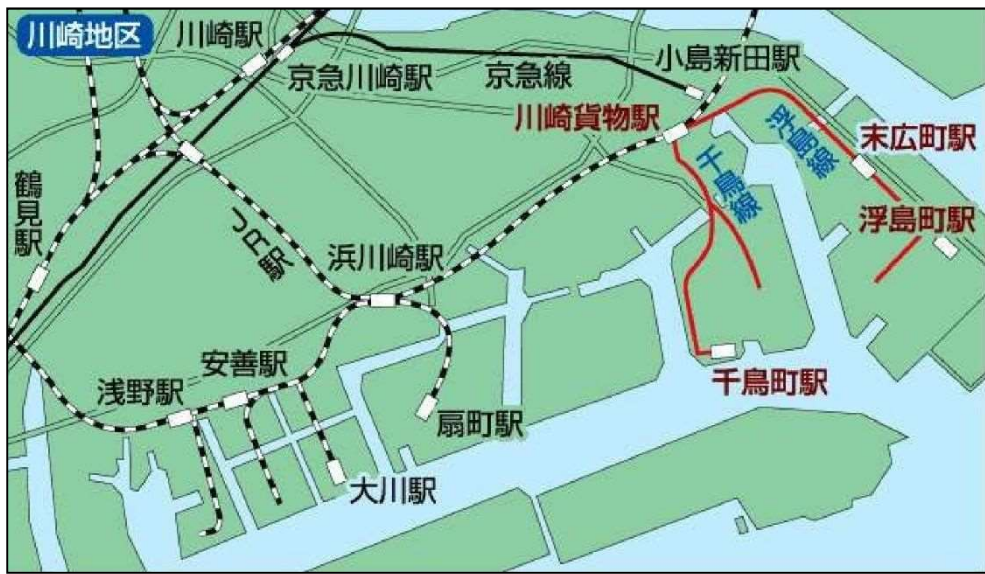 川崎地区
川崎駅
京急川崎駅
京急線
小島新田駅
川崎貨物駅
浮島線
末広町駅
千鳥線
鶴見駅
浮島町駅
JR駅
浜川崎駅
安善駅
浅野駅
千鳥町駅
扇町駅
大川駅